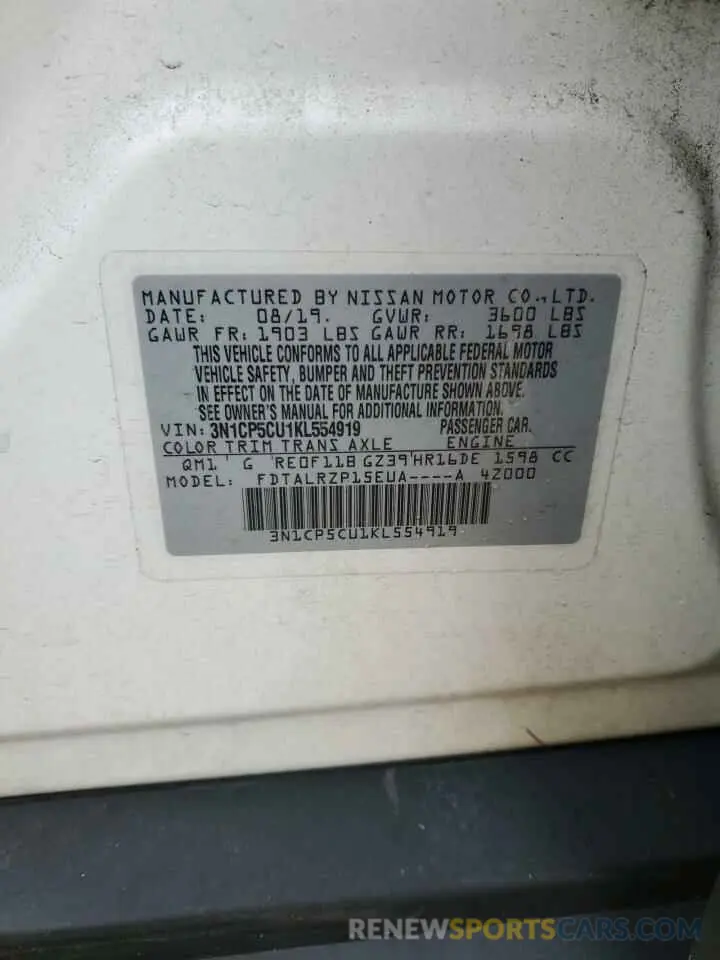 MANUFACTURED BY NISSAN MOTOR CO., LTD.
DATE: 08/19. GVWR: 3600 LBS
GAWR FR: 1903 LBS GAWR RR: 1698 LBS
THIS VEHICLE CONFORMS TO ALL APPLICABLE FEDERAL MOTOR
VEHICLE SAFETY, BUMPER AND THEFT PREVENTION STANDARDS
IN EFFECT ON THE DATE OF MANUFACTURE SHOWN ABOVE.
SEE OWNER'S MANUAL FOR ADDITIONAL INFORMATION.
VIN: 3N1CP5CU1KL554919 PASSENGER CAR.
COLOR TRIM TRANS AXLE ENGINE
QM1 G RE0F11B GZ39 HR16DE 1598 CC
MODEL: FDTALRZP15EUA----A 4Z000
3N1CP5CU1KL554919
RENEWSPORTSCARS.COM